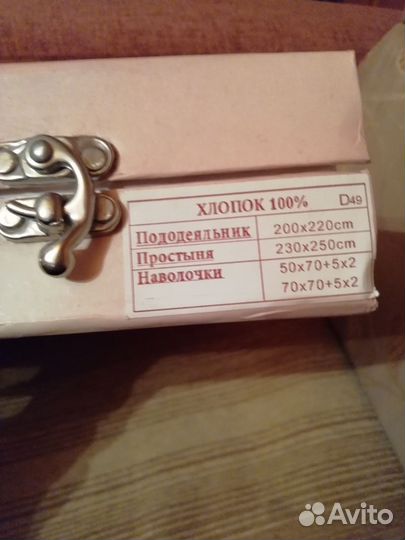 ХЛОПОК 100% D49
Пододеяльник 200x220cm
Простыня 230x250cm
Наволочки 50x70+5x2
70x70+5x2
Avito